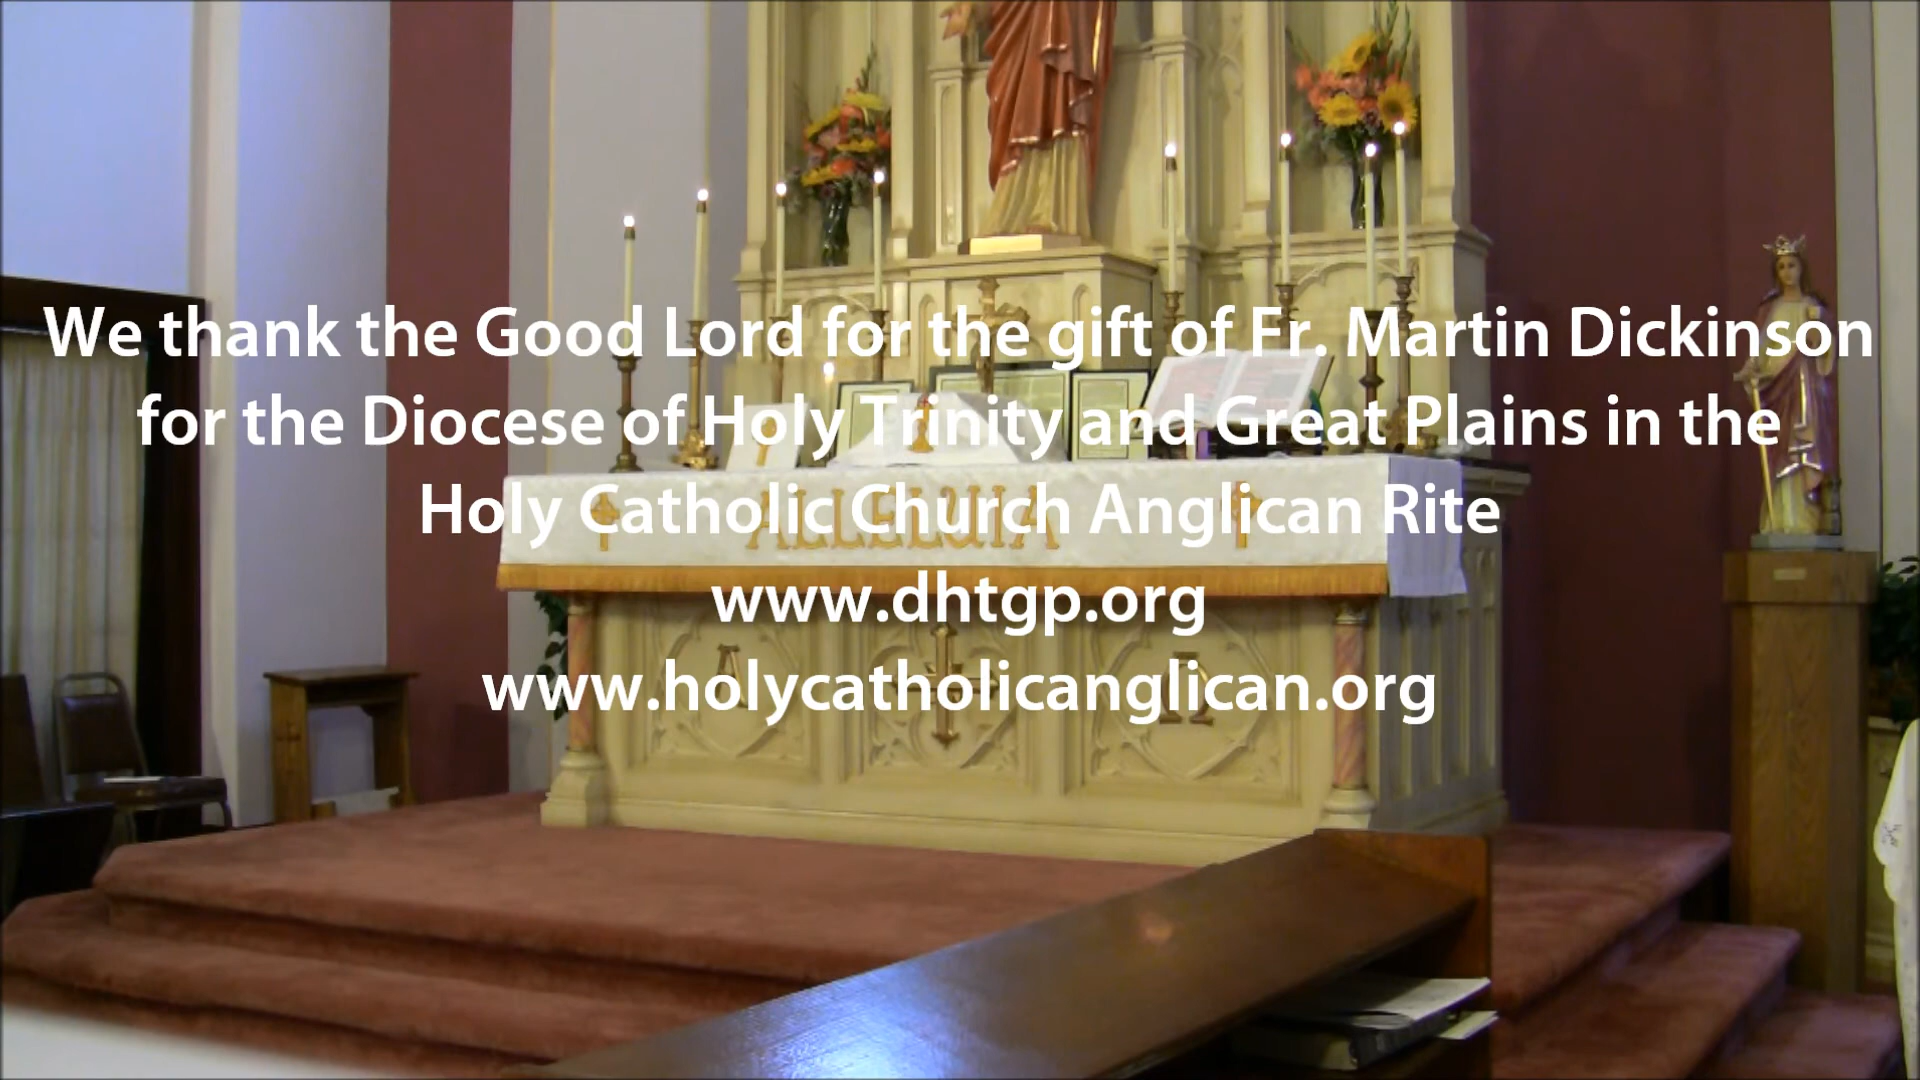 We thank the Good Lord for the gift of Fr. Martin Dickinson
for the Diocese of Holy Trinity and Great Plains in the
Holy Catholic Church Anglican Rite
www.dhtgp.org
www.holycatholicanglican.org
ALLELUIA
Α Ω